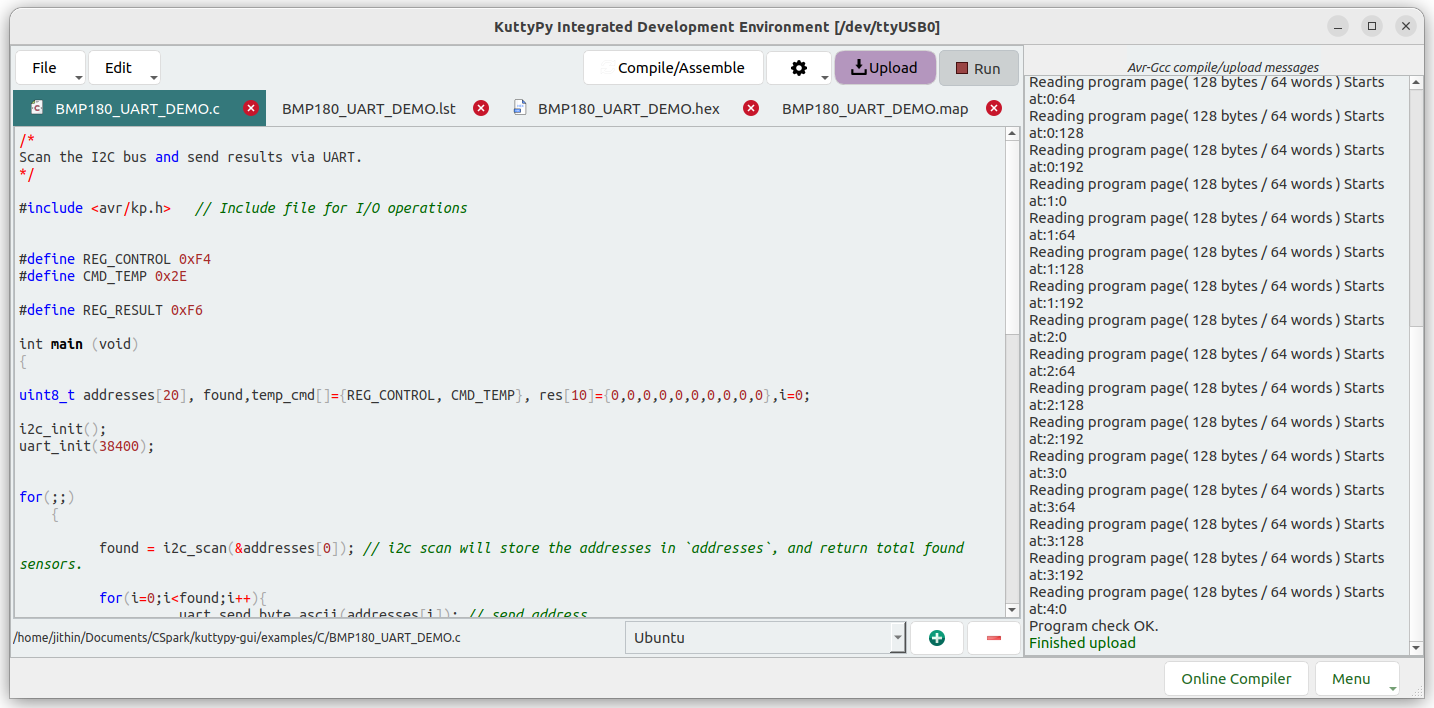 KuttyPy Integrated Development Environment [/dev/ttyUSB0]
File
Edit
Compile/Assemble
Upload
Run
BMP180_UART_DEMO.c
BMP180_UART_DEMO.lst
BMP180_UART_DEMO.hex
BMP180_UART_DEMO.map
/*
Scan the I2C bus and send results via UART.
*/
#include <avr/kp.h>   // Include file for I/O operations
#define REG_CONTROL 0xF4
#define CMD_TEMP 0x2E
#define REG_RESULT 0xF6
int main (void)
{
uint8_t addresses[20], found,temp_cmd[]={REG_CONTROL, CMD_TEMP}, res[10]={0,0,0,0,0,0,0,0,0,0},i=0;
i2c_init();
uart_init(38400);
for(;;)
{
found = i2c_scan(&addresses[0]); // i2c scan will store the addresses in `addresses`, and return total found
sensors.
for(i=0;i<found;i++){
uart_send_byte_ascii(addresses[i]); // send address
/home/jithin/Documents/CSpark/kuttypy-gui/examples/C/BMP180_UART_DEMO.c
Ubuntu
Avr-Gcc compile/upload messages
Reading program page( 128 bytes / 64 words ) Starts
at:0:64
Reading program page( 128 bytes / 64 words ) Starts
at:0:128
Reading program page( 128 bytes / 64 words ) Starts
at:0:192
Reading program page( 128 bytes / 64 words ) Starts
at:1:0
Reading program page( 128 bytes / 64 words ) Starts
at:1:64
Reading program page( 128 bytes / 64 words ) Starts
at:1:128
Reading program page( 128 bytes / 64 words ) Starts
at:1:192
Reading program page( 128 bytes / 64 words ) Starts
at:2:0
Reading program page( 128 bytes / 64 words ) Starts
at:2:64
Reading program page( 128 bytes / 64 words ) Starts
at:2:128
Reading program page( 128 bytes / 64 words ) Starts
at:2:192
Reading program page( 128 bytes / 64 words ) Starts
at:3:0
Reading program page( 128 bytes / 64 words ) Starts
at:3:64
Reading program page( 128 bytes / 64 words ) Starts
at:3:128
Reading program page( 128 bytes / 64 words ) Starts
at:3:192
Reading program page( 128 bytes / 64 words ) Starts
at:4:0
Program check OK.
Finished upload
Online Compiler
Menu